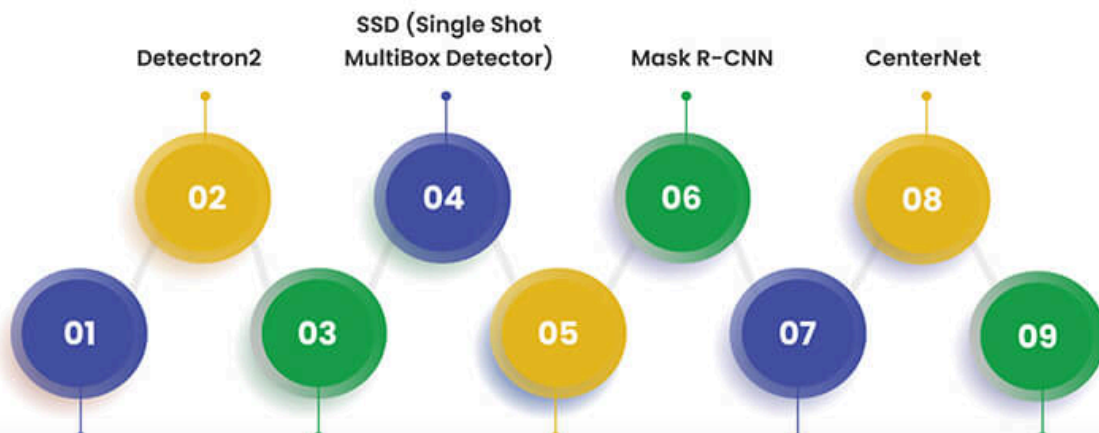 Detectron2
SSD (Single Shot
MultiBox Detector)
Mask R-CNN
CenterNet
02
04
06
08
01
03
05
07
09